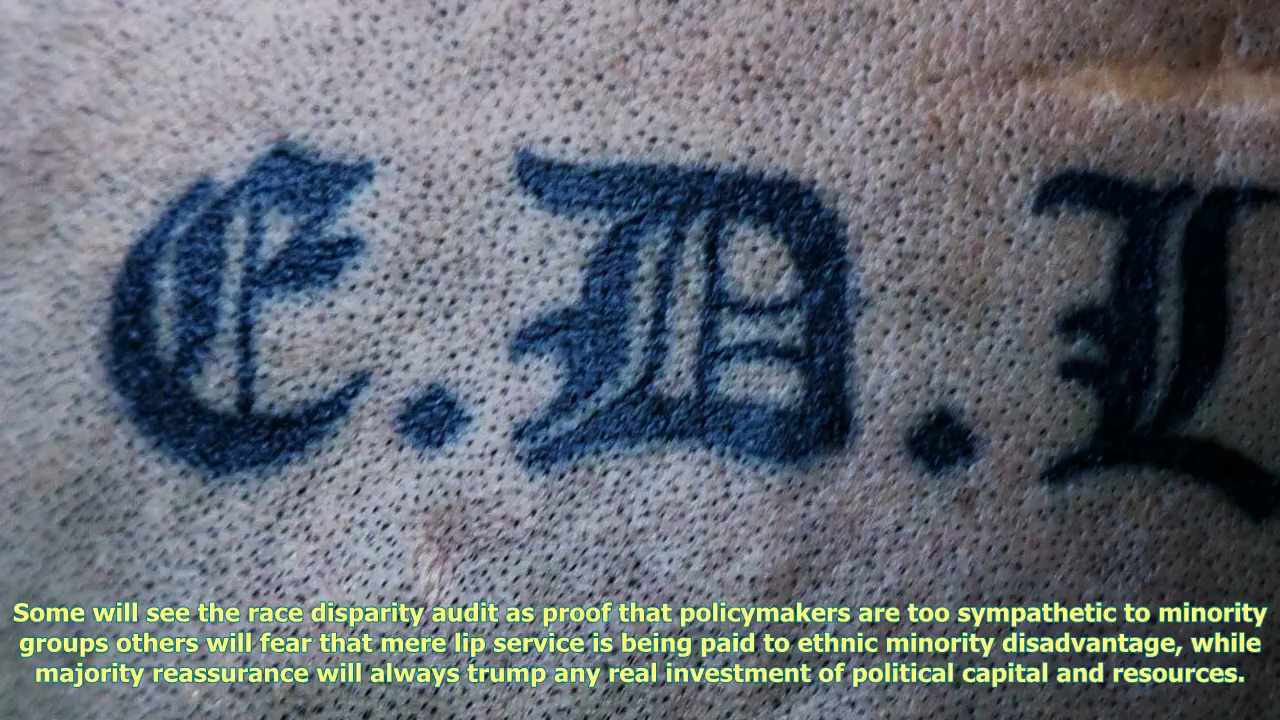 C.D.L
Some will see the race disparity audit as proof that policymakers are too sympathetic to minority
groups others will fear that mere lip service is being paid to ethnic minority disadvantage, while
majority reassurance will always trump any real investment of political capital and resources.